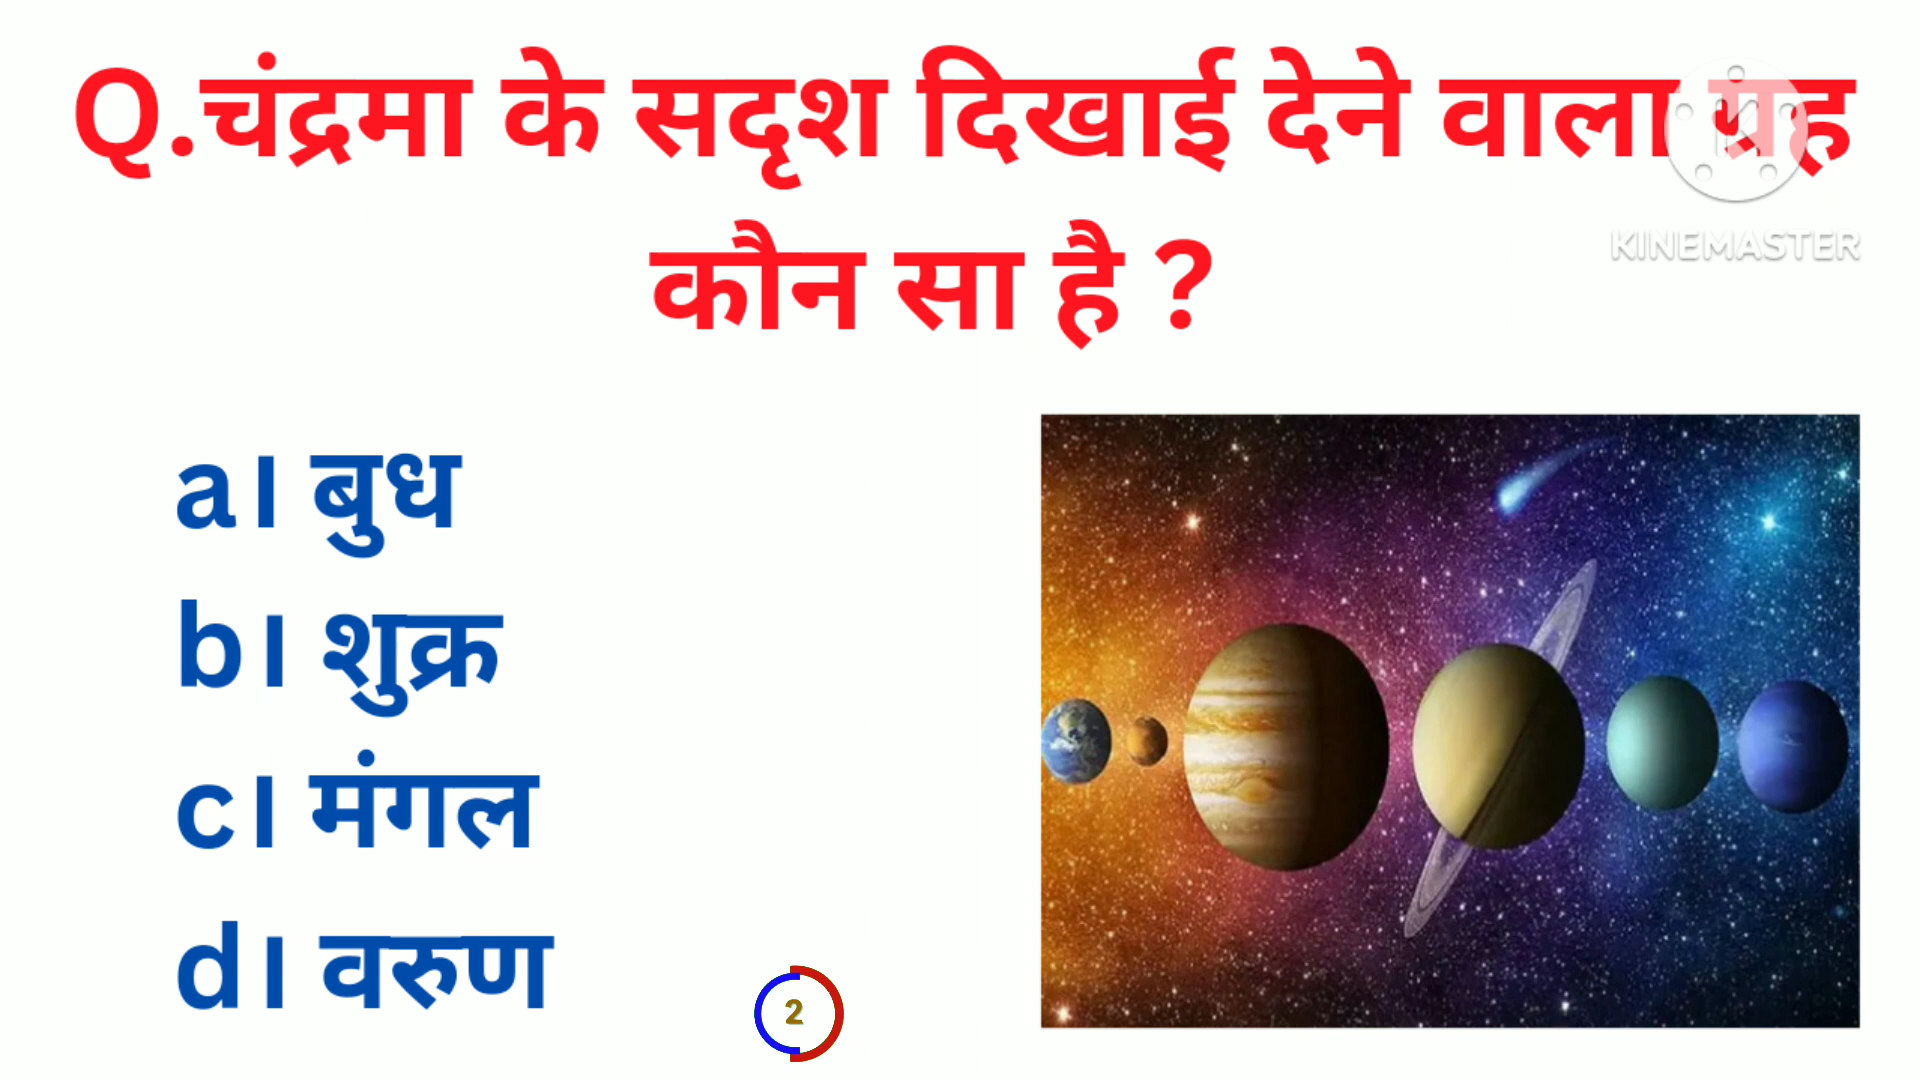 Q.चंद्रमा के सदृश दिखाई देने वाला ग्रह
कौन सा है ?
KINEMASTER
a। बुध
b। शुक्र
c। मंगल
d। वरुण
2